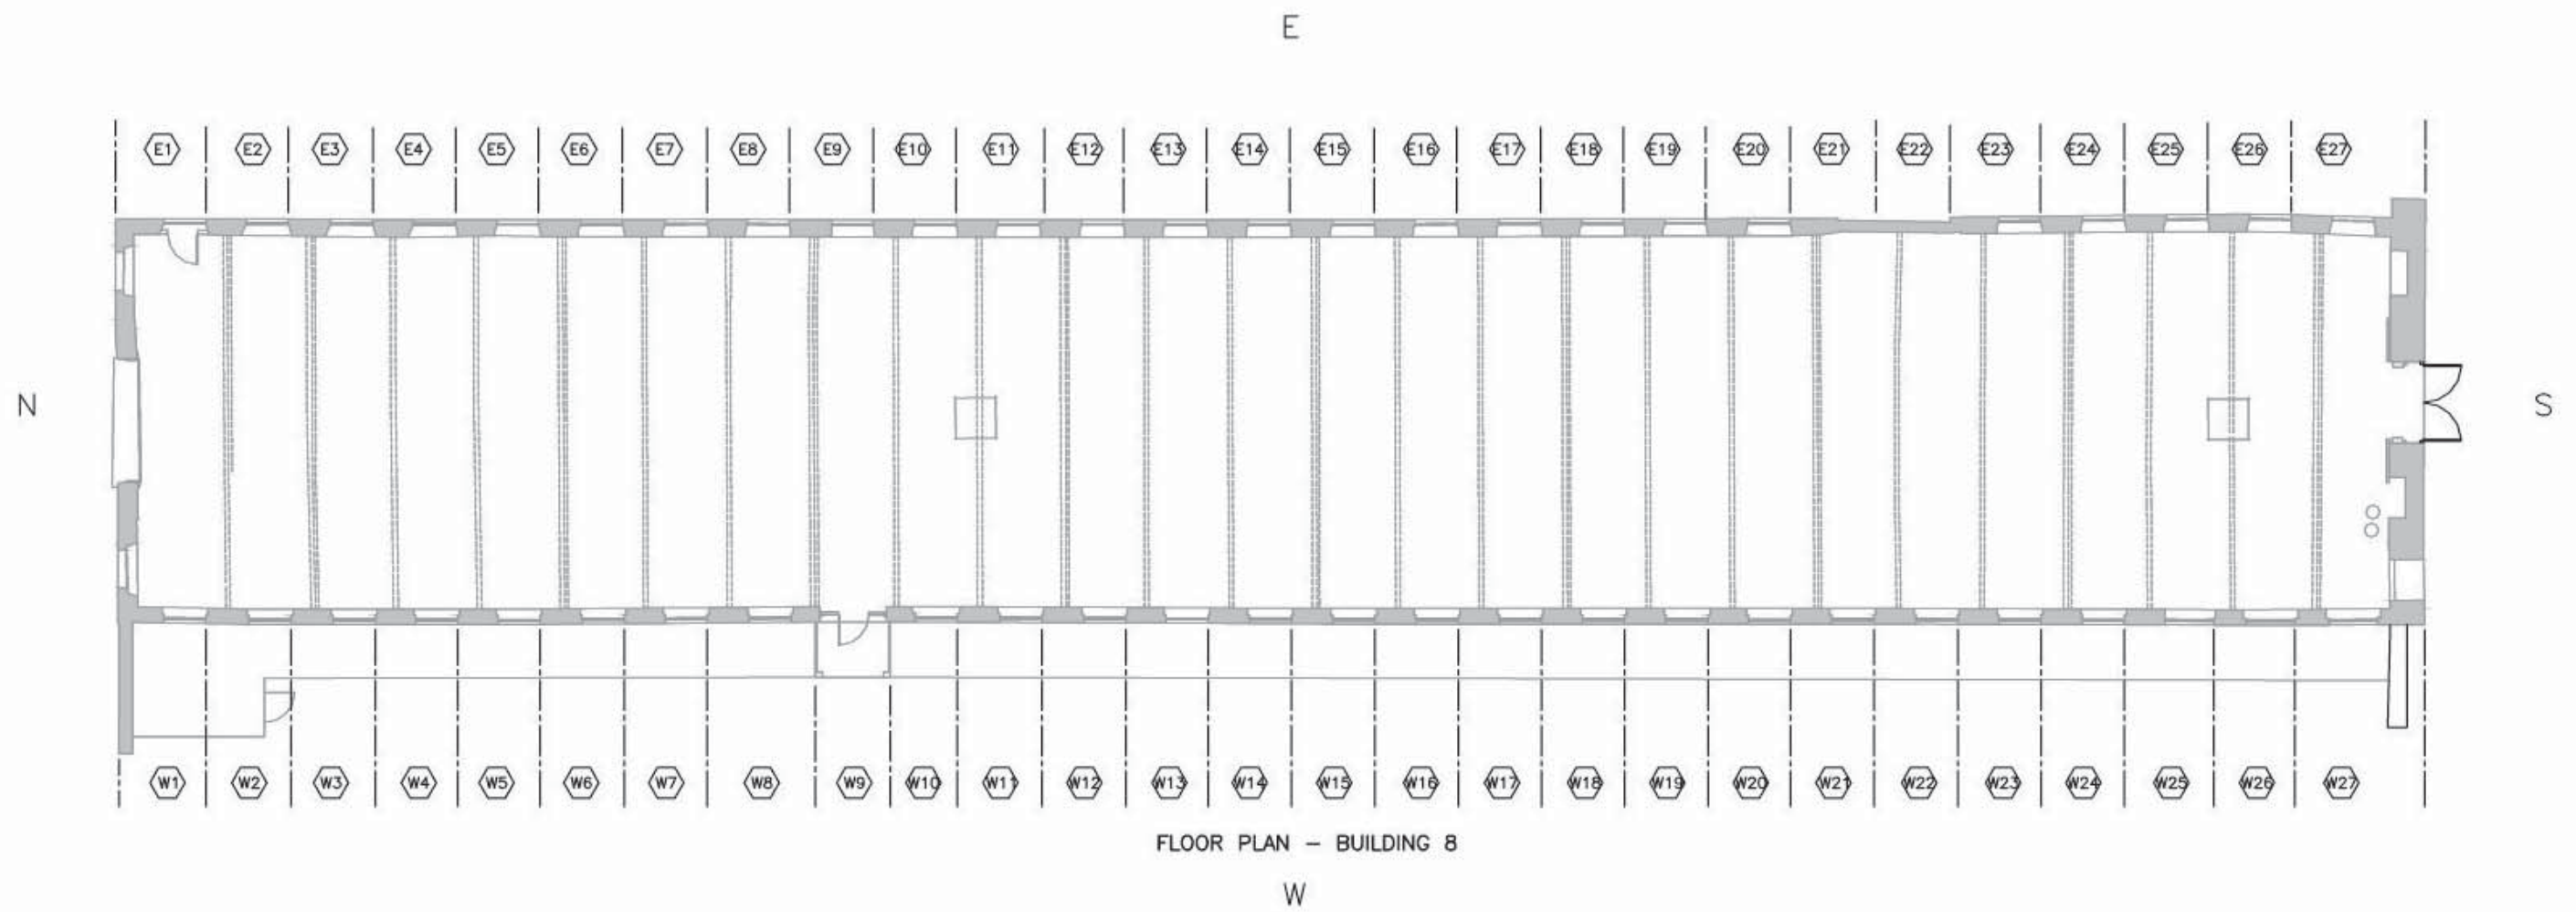 E
E1 E2 E3 E4 E5 E6 E7 E8 E9 E10 E11 E12 E13 E14 E15 E16 E17 E18 E19 E20 E21 E22 E23 E24 E25 E26 E27
N
S
W1 W2 W3 W4 W5 W6 W7 W8 W9 W10 W11 W12 W13 W14 W15 W16 W17 W18 W19 W20 W21 W22 W23 W24 W25 W26 W27
FLOOR PLAN – BUILDING 8
W